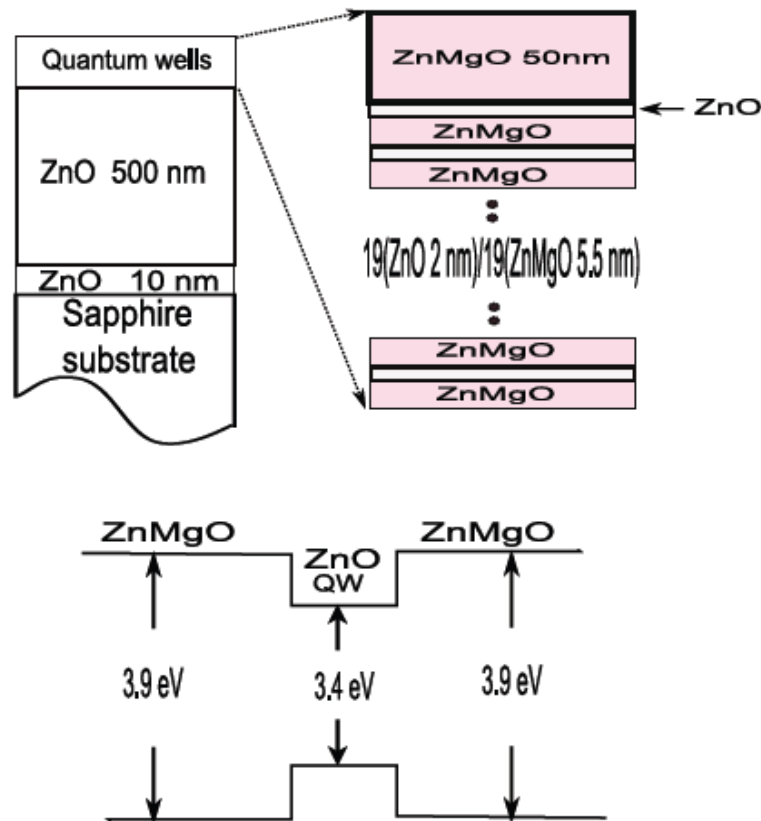 Quantum wells
ZnO 500 nm
ZnO 10 nm
Sapphire
substrate
ZnMgO 50nm
ZnO
ZnMgO
ZnMgO
19(ZnO 2 nm)/19(ZnMgO 5.5 nm)
ZnMgO
ZnMgO
ZnMgO
ZnO
QW
ZnMgO
3.9 eV
3.4 eV
3.9 eV